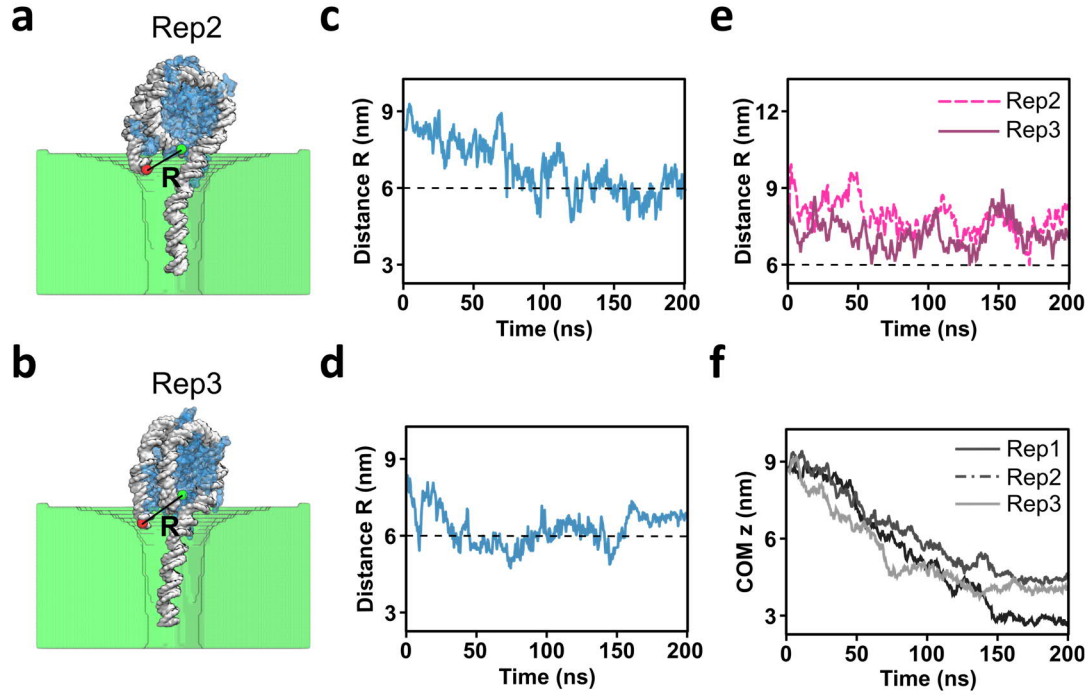 a
Rep2
R
b
Rep3
R
c
Distance R (nm)
9
6
3
0 50 100 150 200
Time (ns)
d
Distance R (nm)
9
6
3
0 50 100 150 200
Time (ns)
e
Distance R (nm)
12
9
6
Rep2
Rep3
0 50 100 150 200
Time (ns)
f
COM z (nm)
9
6
3
Rep1
Rep2
Rep3
0 50 100 150 200
Time (ns)